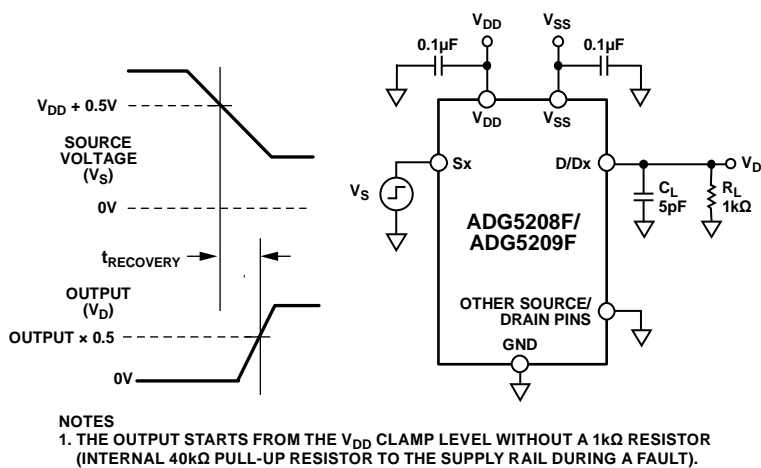 VDD VSS
0.1µF 0.1µF
VDD + 0.5V
SOURCE
VOLTAGE
(VS)
0V
tRECOVERY
OUTPUT
(VD)
OUTPUT × 0.5
0V
VDD VSS
Sx D/Dx VD
VS
CL
5pF
RL
1kΩ
ADG5208F/
ADG5209F
OTHER SOURCE/
DRAIN PINS
GND
NOTES
1. THE OUTPUT STARTS FROM THE VDD CLAMP LEVEL WITHOUT A 1kΩ RESISTOR
(INTERNAL 40kΩ PULL-UP RESISTOR TO THE SUPPLY RAIL DURING A FAULT).